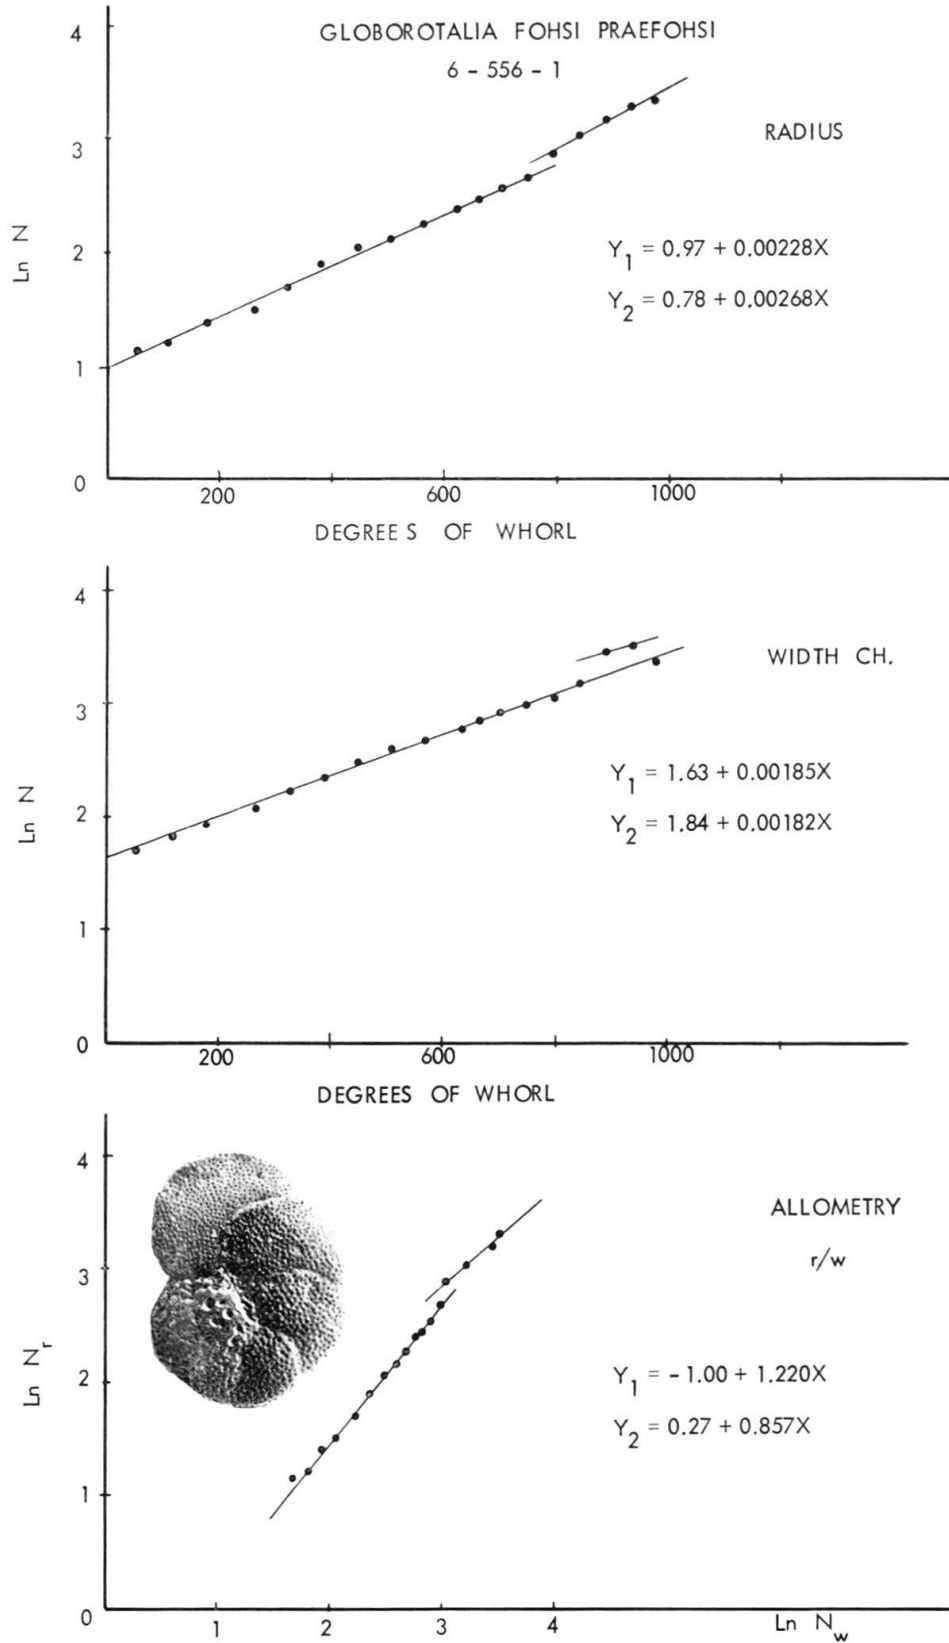 GLOBOROTALIA FOHSI PRAEFOHSI
6 - 556 - 1
RADIUS
4
3
2
1
0
Ln N
Y1 = 0.97 + 0.00228X
Y2 = 0.78 + 0.00268X
200 600 1000
DEGREES OF WHORL
WIDTH CH.
4
3
2
1
0
Ln N
Y1 = 1.63 + 0.00185X
Y2 = 1.84 + 0.00182X
200 600 1000
DEGREES OF WHORL
ALLOMETRY
r/w
4
3
2
1
0
Ln Nr
Y1 = -1.00 + 1.220X
Y2 = 0.27 + 0.857X
1 2 3 4 Ln Nw